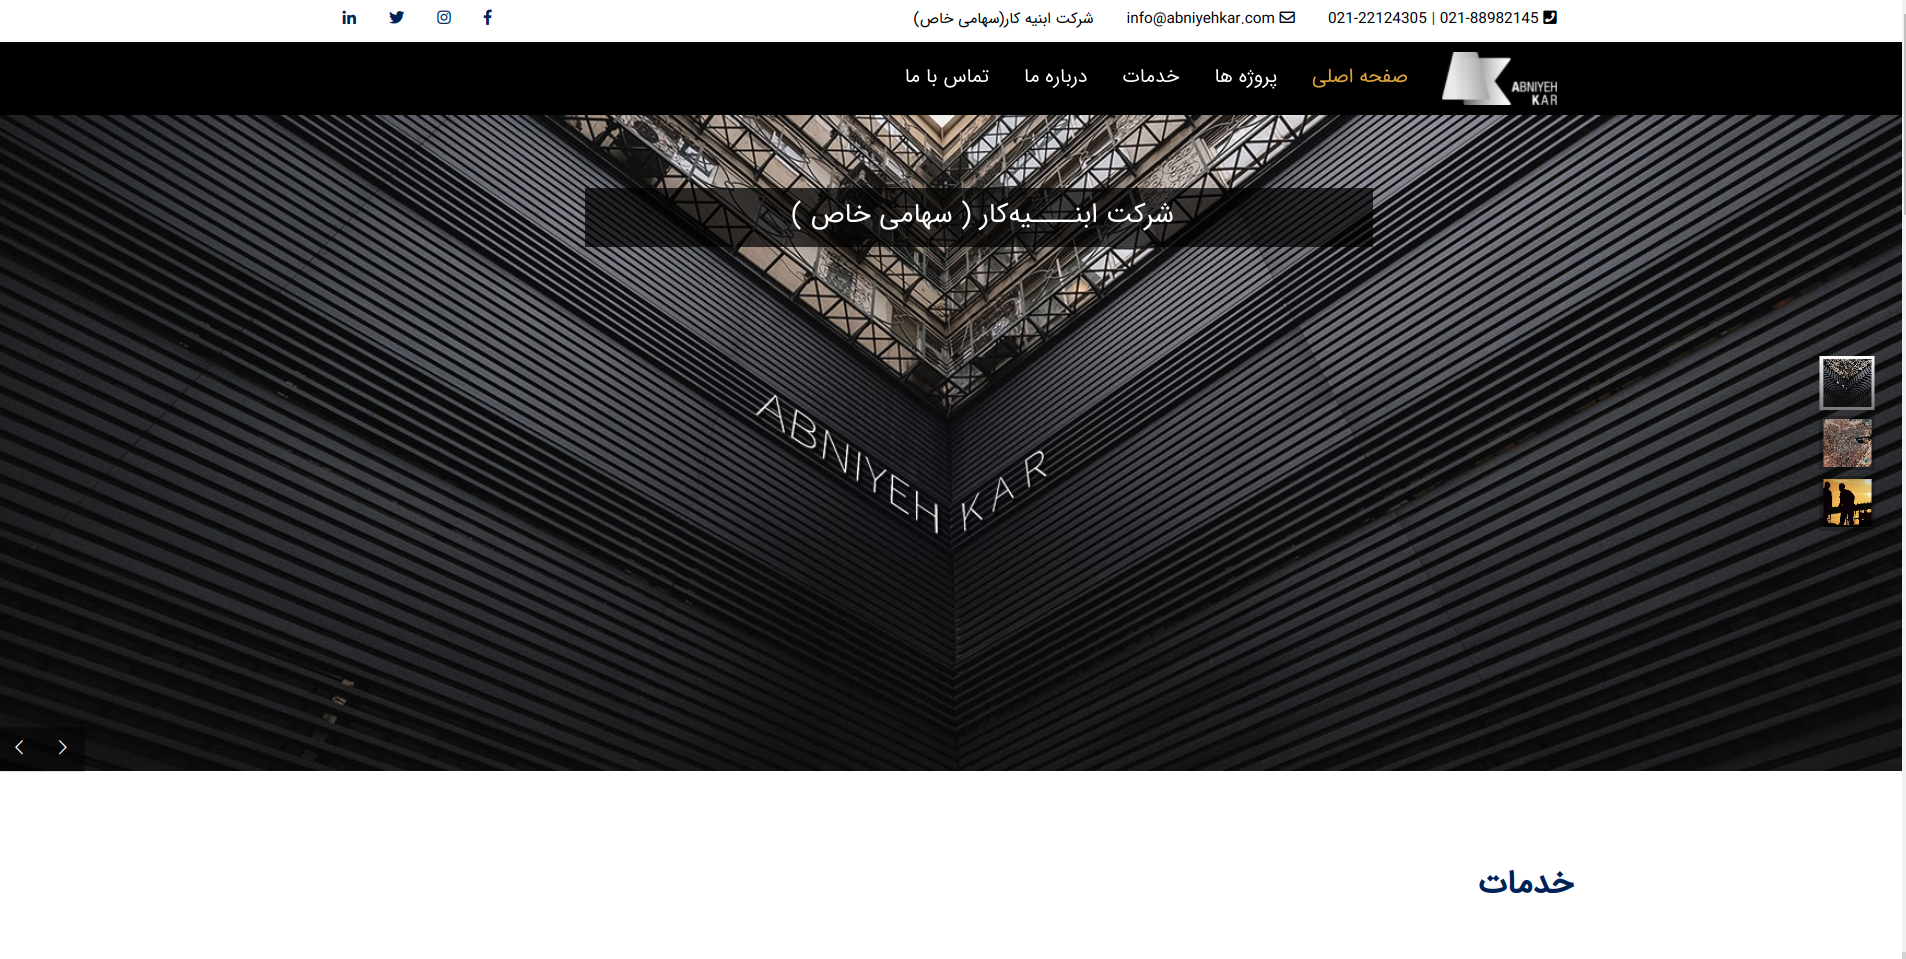 021-88982145 | 021-22124305
info@abniyehkar.com
شرکت ابنیه کار(سهامی خاص)
ABNIYEH
KAR
صفحه اصلی
پروژه ها
خدمات
درباره ما
تماس با ما
شرکت ابنـــــیه‌کار ( سهامی خاص )
ABNIYEH KAR
خدمات